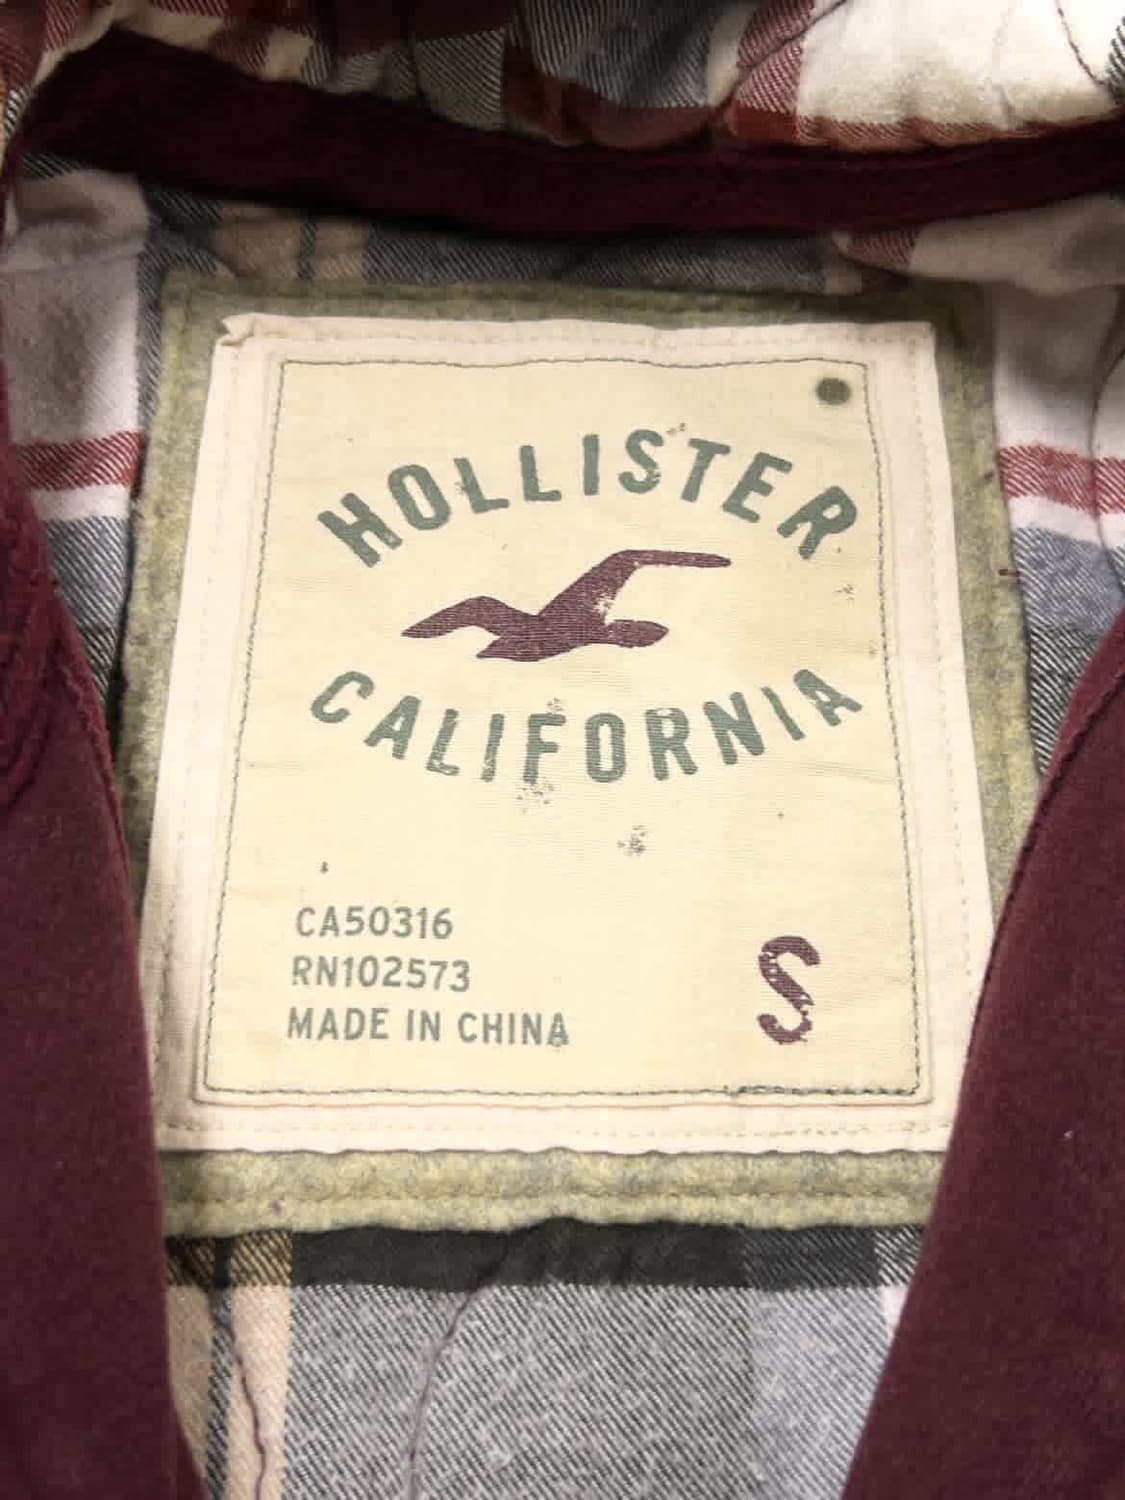 HOLLISTER
CALIFORNIA
CA50316
RN102573
MADE IN CHINA
S